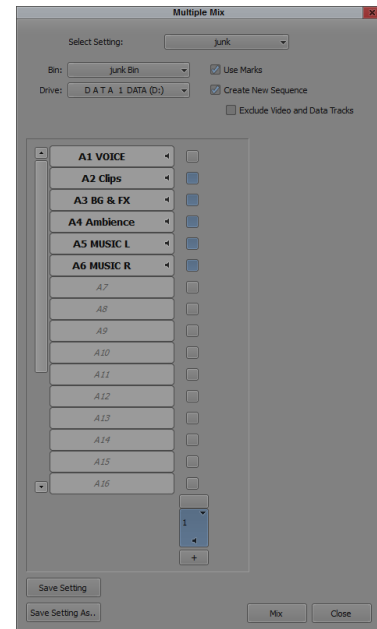 Multiple Mix
Select Setting: junk
Bin: junk Bin Use Marks
Drive: D A T A 1 DATA (D:) Create New Sequence
Exclude Video and Data Tracks
A1 VOICE
A2 Clips
A3 BG & FX
A4 Ambience
A5 MUSIC L
A6 MUSIC R
A7
A8
A9
A10
A11
A12
A13
A14
A15
A16
1
+
Save Setting
Save Setting As.. Mix Close